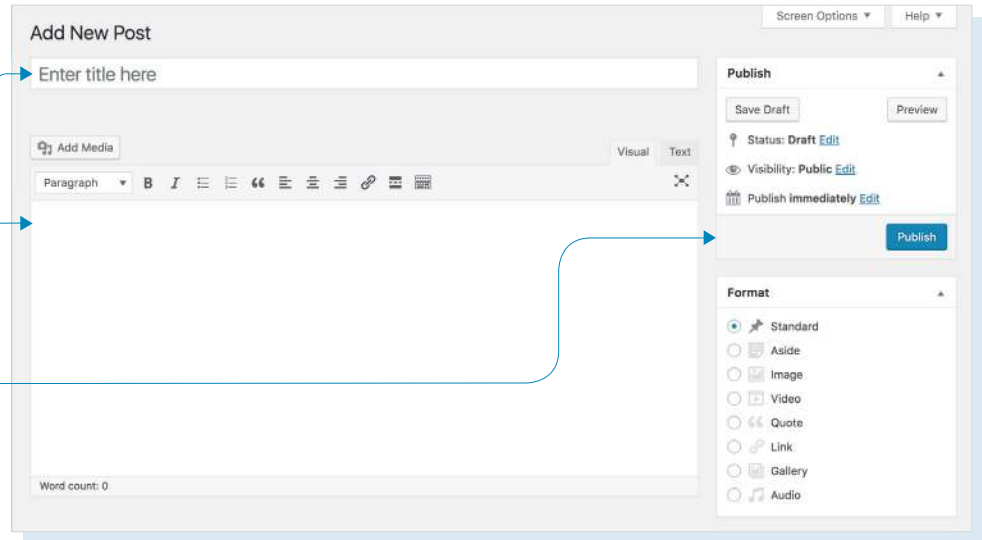 Screen Options Help
Add New Post
Enter title here
Add Media
Visual Text
Paragraph B I
Word count: 0
Publish
Save Draft Preview
Status: Draft Edit
Visibility: Public Edit
Publish immediately Edit
Publish
Format
Standard
Aside
Image
Video
Quote
Link
Gallery
Audio